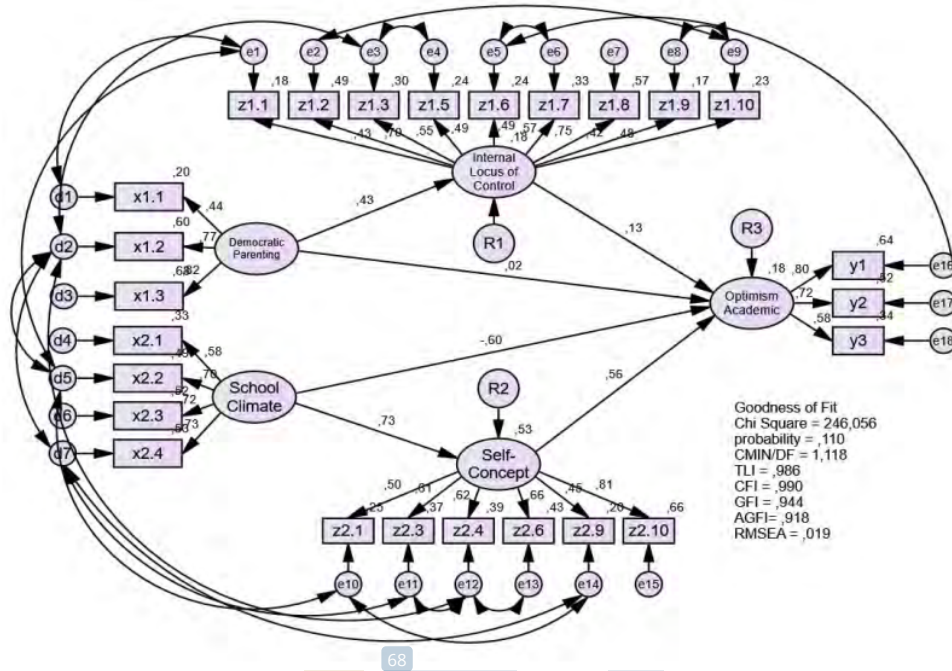 e1 e2 e3 e4 e5 e6 e7 e8 e9
,18 ,49 ,30 ,24 ,24 ,33 ,57 ,17 ,23
z1.1 z1.2 z1.3 z1.5 z1.6 z1.7 z1.8 z1.9 z1.10
,43 ,70 ,55 ,49 ,49 ,57 ,75 ,42 ,48
,18
Internal
Locus of
Control
R1
,20
d1 x1.1
,44
,60
d2 x1.2
,77
d3 x1.3
,82
Democratic
Parenting
,43
,02
,13
,33
d4 x2.1
,58
d5 x2.2
,70
d6 x2.3
,72
d7 x2.4
,73
School
Climate
-,60
,73
R2
,53
Self-
Concept
,56
R3
,18
Optimism
Academic
,64
,80 y1 e16
,72 y2 e17
,58 y3 e18
,50 ,61 ,62 ,66 ,45 ,81
,25 ,37 ,39 ,43 ,20 ,66
z2.1 z2.3 z2.4 z2.6 z2.9 z2.10
e10 e11 e12 e13 e14 e15
Goodness of Fit
Chi Square = 246,056
probability = ,110
CMIN/DF = 1,118
TLI = ,986
CFI = ,990
GFI = ,944
AGFI= ,918
RMSEA = ,019
68